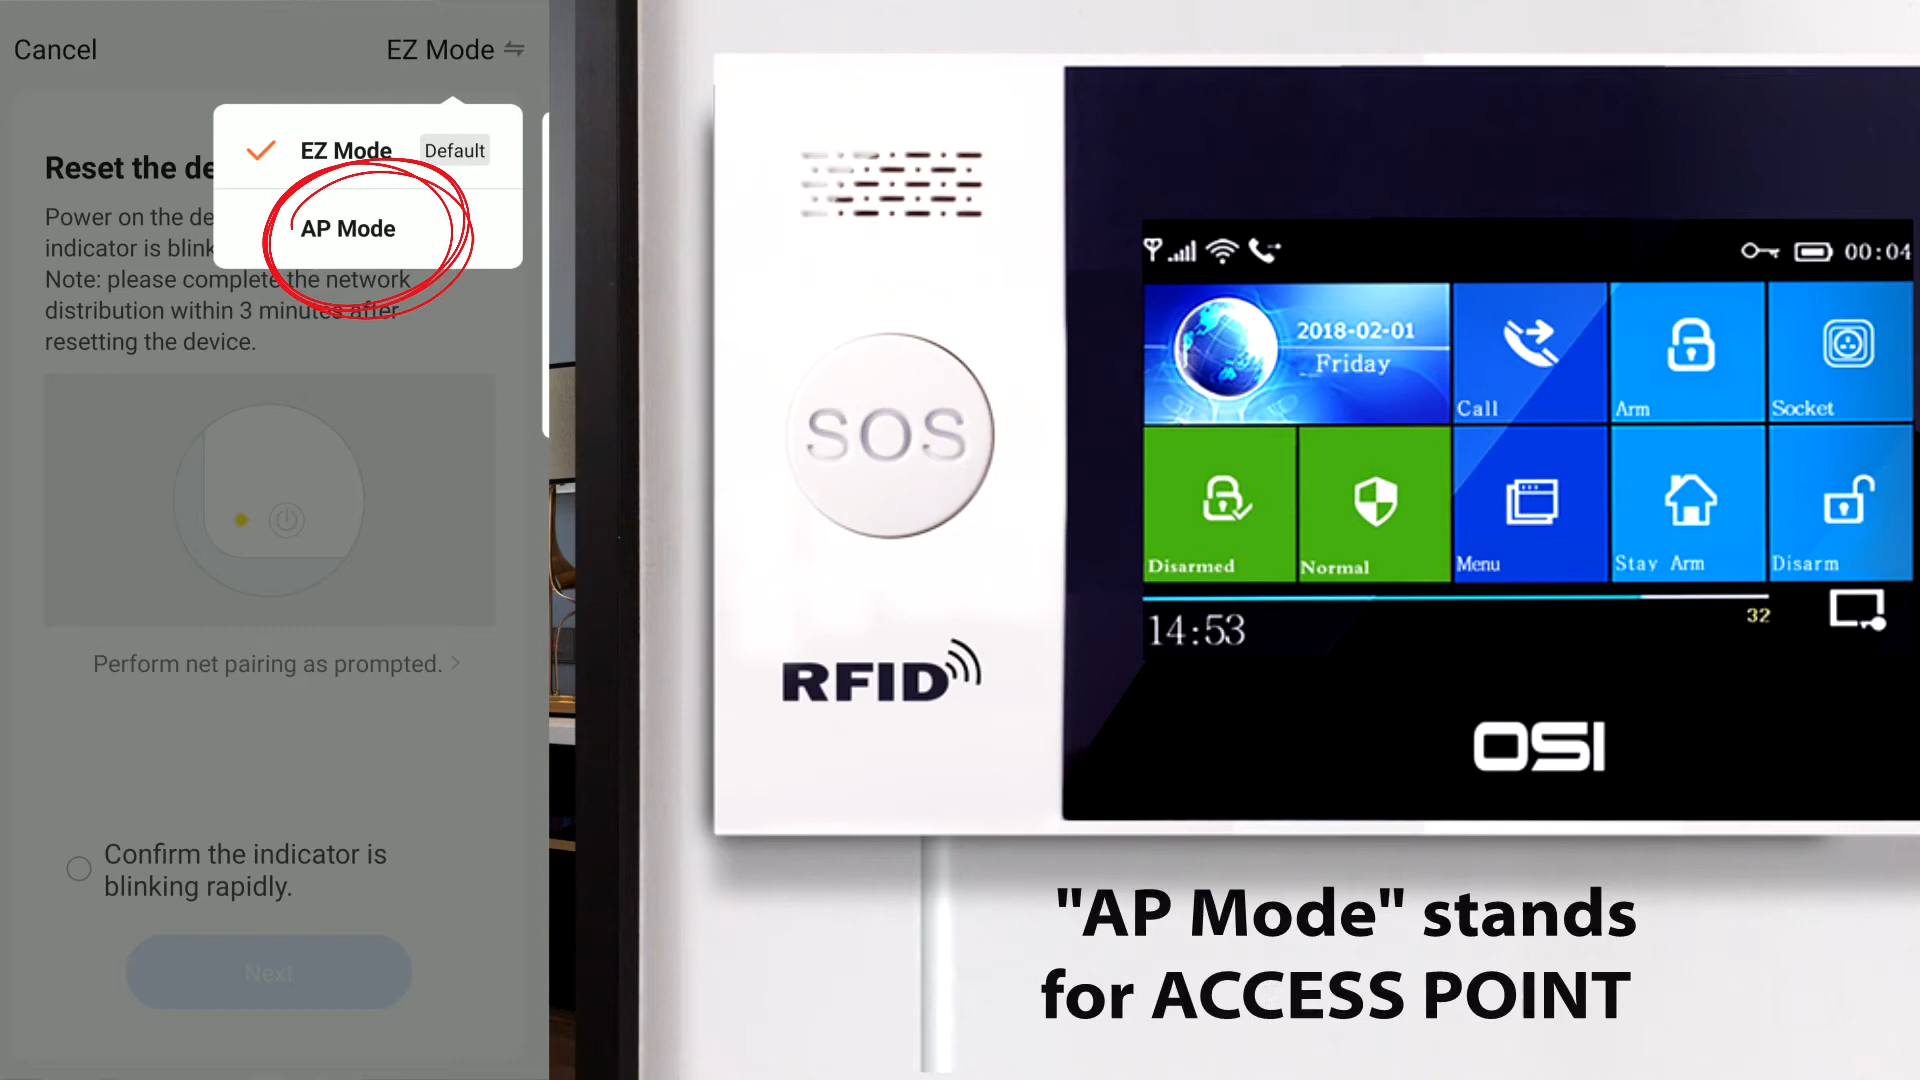 Cancel
EZ Mode
EZ Mode
Default
AP Mode
Reset the de
Power on the de
indicator is blink
Note: please complete the network
distribution within 3 minutes after
resetting the device.
Perform net pairing as prompted.
Confirm the indicator is
blinking rapidly.
Next
SOS
RFID
00:04
2018-02-01
Friday
Call
Arm
Socket
Disarmed
Normal
Menu
Stay Arm
Disarm
14:53
32
OSI
"AP Mode" stands
for ACCESS POINT